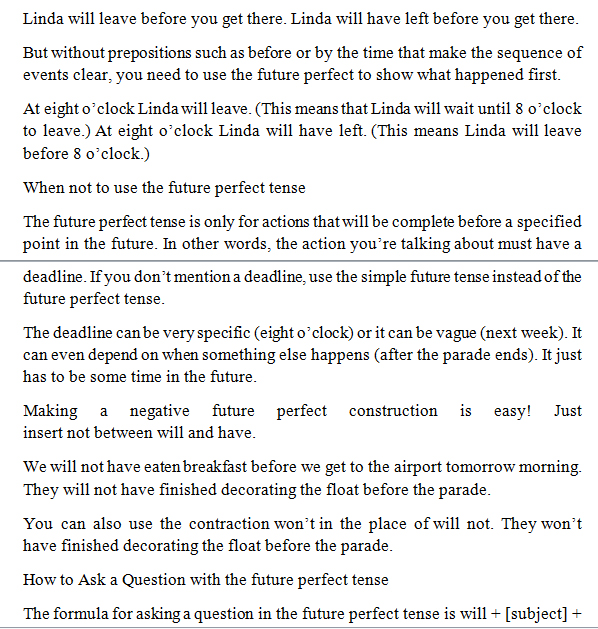 Linda will leave before you get there. Linda will have left before you get there.
But without prepositions such as before or by the time that make the sequence of
events clear, you need to use the future perfect to show what happened first.
At eight o’clock Linda will leave. (This means that Linda will wait until 8 o’clock
to leave.) At eight o’clock Linda will have left. (This means Linda will leave
before 8 o’clock.)
When not to use the future perfect tense
The future perfect tense is only for actions that will be complete before a specified
point in the future. In other words, the action you’re talking about must have a
deadline. If you don’t mention a deadline, use the simple future tense instead of the
future perfect tense.
The deadline can be very specific (eight o’clock) or it can be vague (next week). It
can even depend on when something else happens (after the parade ends). It just
has to be some time in the future.
Making a negative future perfect construction is easy! Just
insert not between will and have.
We will not have eaten breakfast before we get to the airport tomorrow morning.
They will not have finished decorating the float before the parade.
You can also use the contraction won’t in the place of will not. They won’t
have finished decorating the float before the parade.
How to Ask a Question with the future perfect tense
The formula for asking a question in the future perfect tense is will + [subject] +